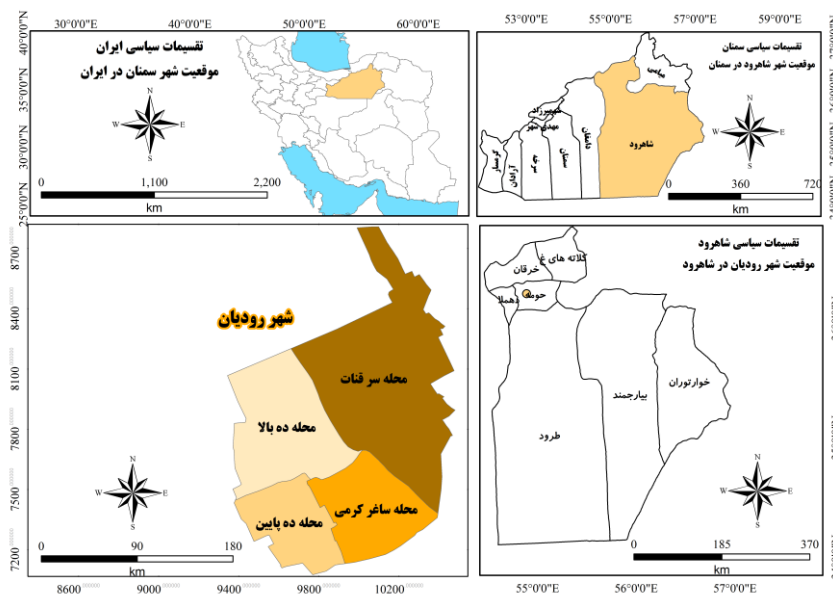 30°0'0"E 40°0'0"E 50°0'0"E 60°0'0"E
40°0'0"N
35°0'0"N
30°0'0"N
25°0'0"N
تقسیمات سیاسی ایران
موقعیت شهر سمنان در ایران
N
W E
S
0 1,100 2,200
km
53°0'0"E 55°0'0"E 57°0'0"E 59°0'0"E
تقسیمات سیاسی سمنان
موقعیت شهر شاهرود در سمنان
میامی
شهمیرزاد
مهدی شهر
دامغان
شاهرود
سمنان
سرخه
آرادان
گرمسار
N
W E
S
0 360 720
km
8700
8400
8100
7800
7500
7200
شهر رودیان
محله سر قنات
محله ده بالا
محله ساغر کرمی
محله ده پایین
N
W E
S
0 90 180
km
8600 9000 9400 9800 10200
تقسیمات سیاسی شاهرود
موقعیت شهر رودیان در شاهرود
کلاته های غ
خرقان
حومه
دهملا
خوارتوران
بیارجمند
طرود
N
W E
S
0 185 370
km
55°0'0"E 56°0'0"E 57°0'0"E